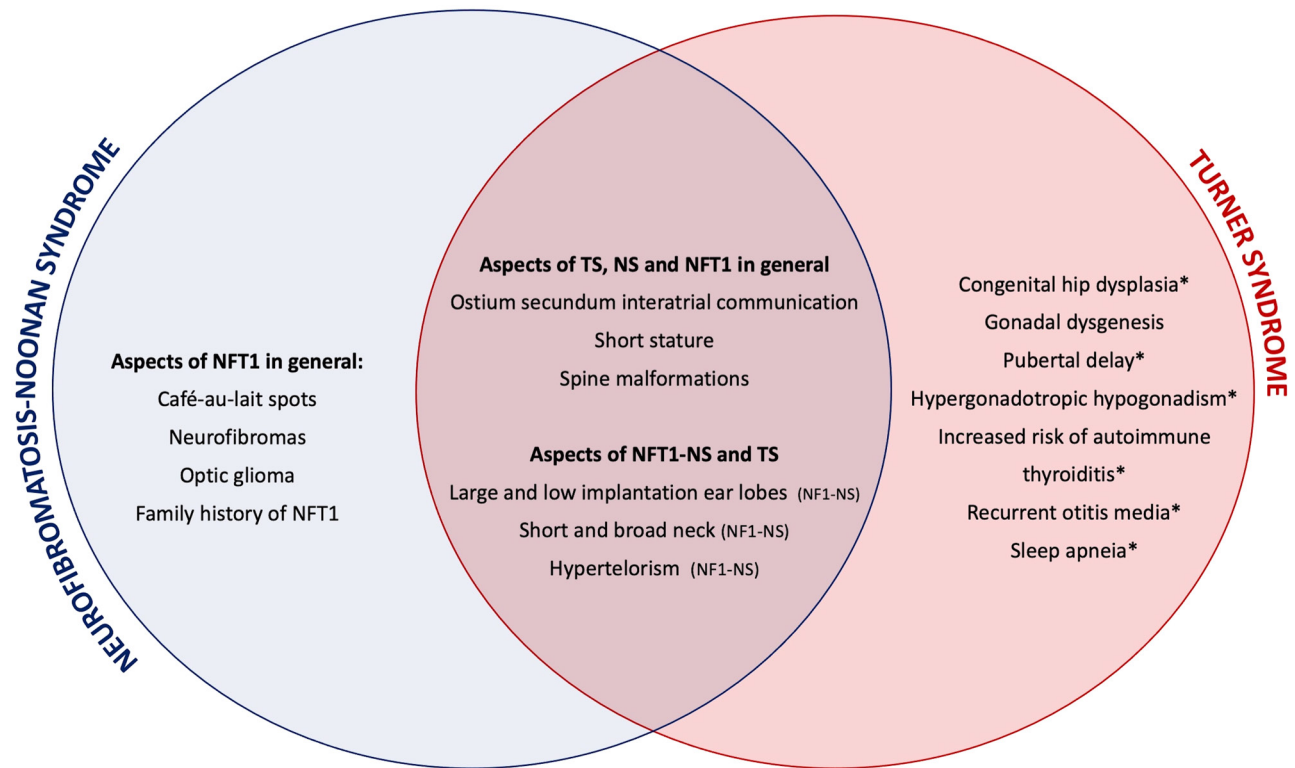 NEUROFIBROMATOSIS-NOONAN SYNDROME
Aspects of NFT1 in general:
Café-au-lait spots
Neurofibromas
Optic glioma
Family history of NFT1
Aspects of TS, NS and NFT1 in general
Ostium secundum interatrial communication
Short stature
Spine malformations
Aspects of NFT1-NS and TS
Large and low implantation ear lobes (NF1-NS)
Short and broad neck (NF1-NS)
Hypertelorism (NF1-NS)
TURNER SYNDROME
Congenital hip dysplasia*
Gonadal dysgenesis
Pubertal delay*
Hypergonadotropic hypogonadism*
Increased risk of autoimmune
thyroiditis*
Recurrent otitis media*
Sleep apneia*